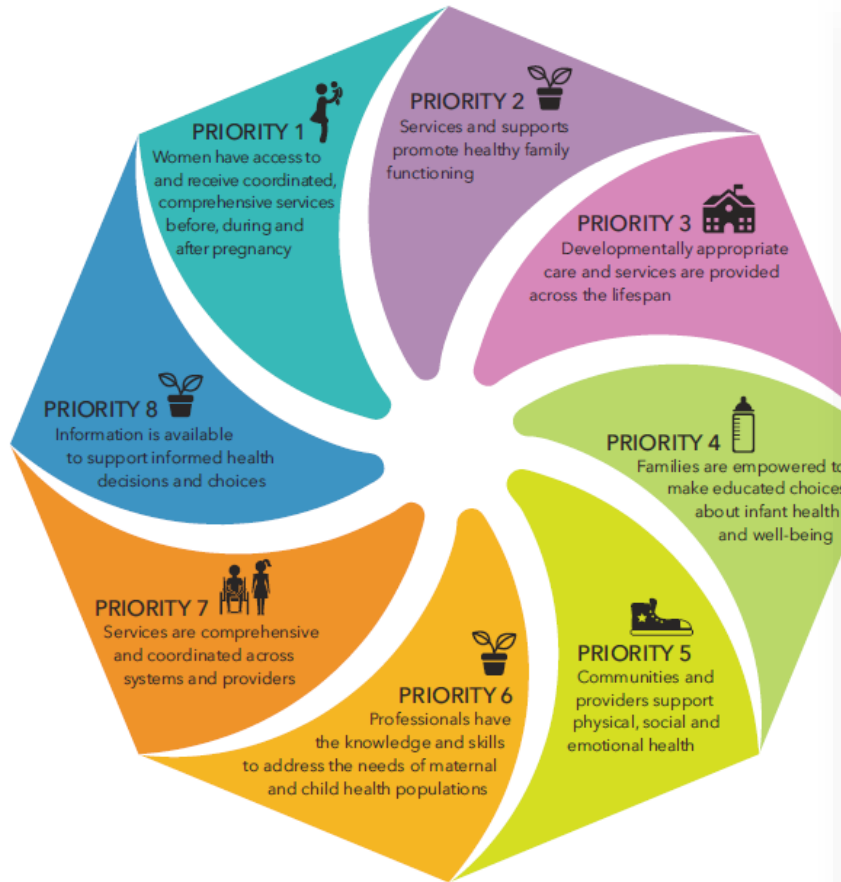 PRIORITY 1
Women have access to
and receive coordinated,
comprehensive services
before, during and
after pregnancy
PRIORITY 2
Services and supports
promote healthy family
functioning
PRIORITY 3
Developmentally appropriate
care and services are provided
across the lifespan
PRIORITY 4
Families are empowered to
make educated choices
about infant health
and well-being
PRIORITY 5
Communities and
providers support
physical, social and
emotional health
PRIORITY 6
Professionals have
the knowledge and skills
to address the needs of maternal
and child health populations
PRIORITY 7
Services are comprehensive
and coordinated across
systems and providers
PRIORITY 8
Information is available
to support informed health
decisions and choices